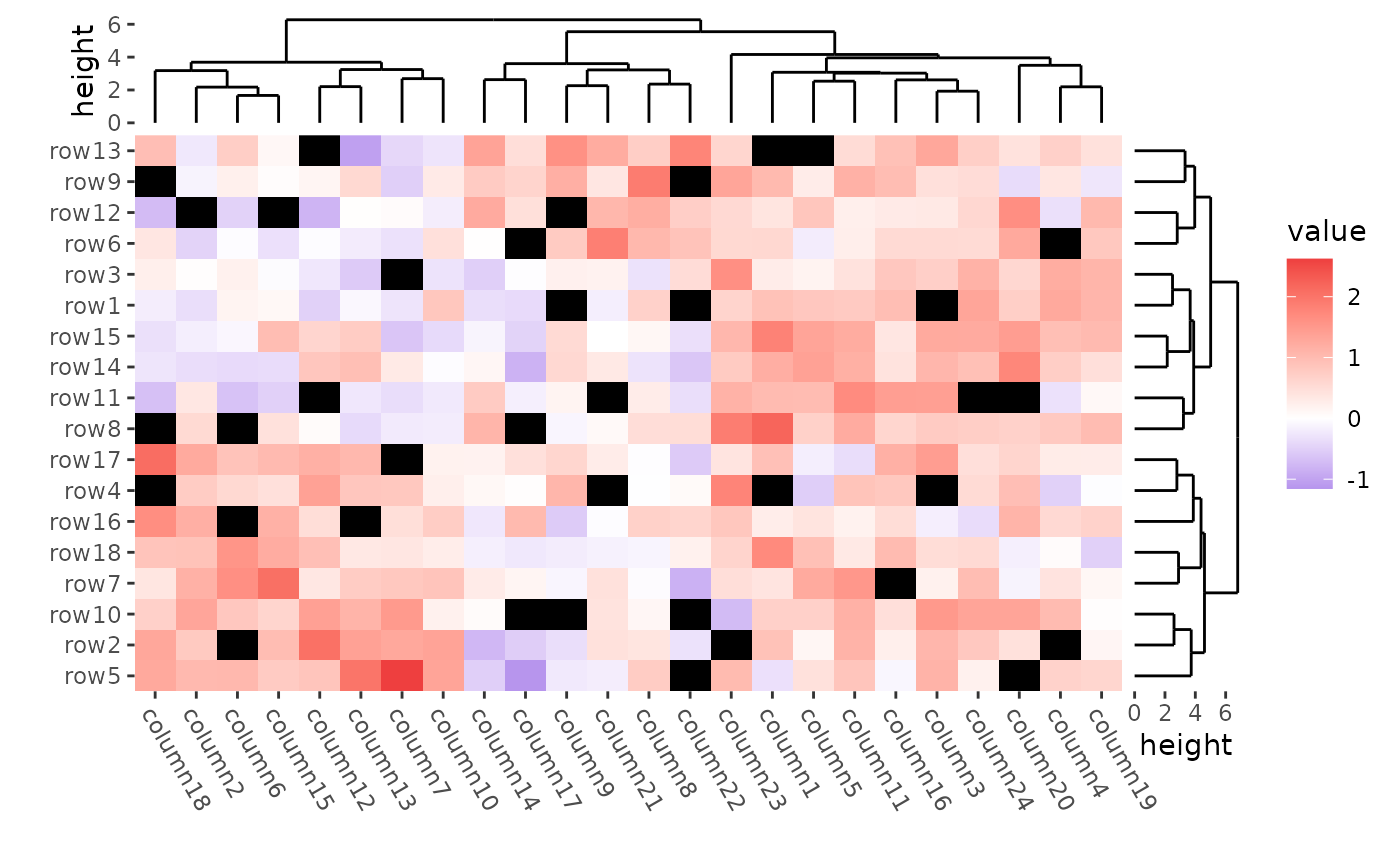 height
6
4
2
0
row13
row9
row12
row6
row3
row1
row15
row14
row11
row8
row17
row4
row16
row18
row7
row10
row2
row5
column18
column2
column6
column15
column12
column13
column7
column10
column14
column17
column9
column21
column8
column22
column23
column1
column5
column11
column16
column3
column24
column20
column4
column19
0 2 4 6
height
value
2
1
0
-1